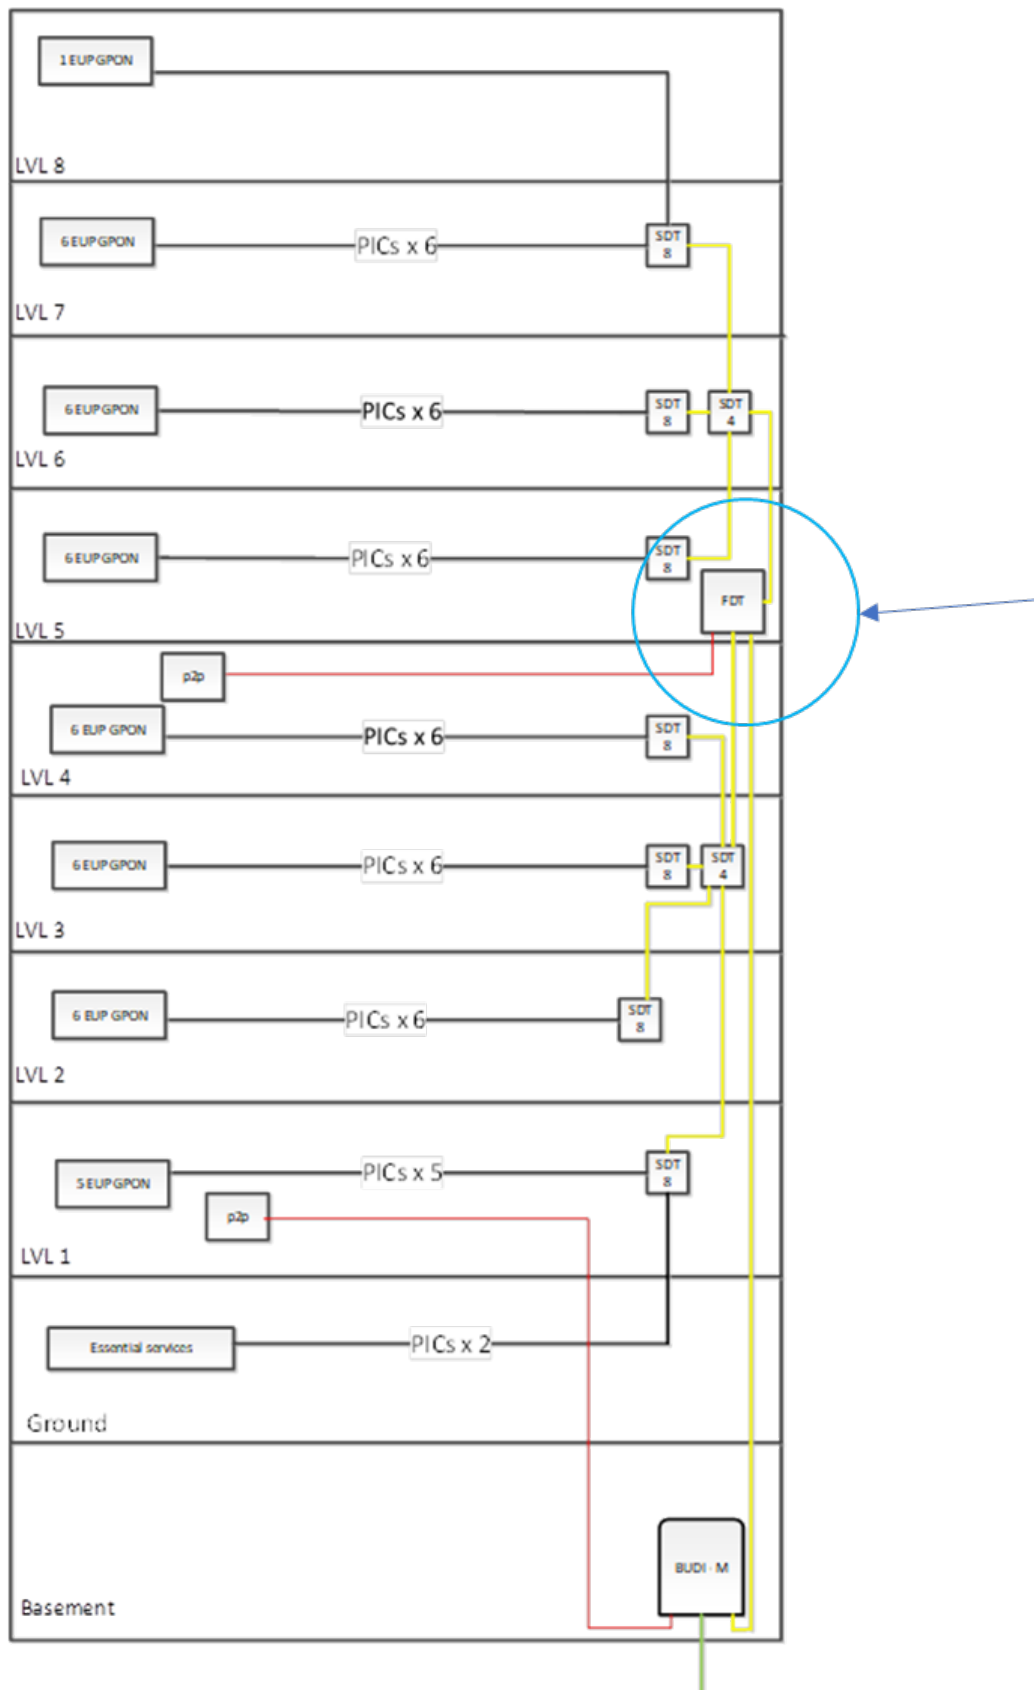 1 EUP GPON
LVL 8
6 EUP GPON
PICs x 6
SDT
8
LVL 7
6 EUP GPON
PICs x 6
SDT
8
SDT
4
LVL 6
6 EUP GPON
PICs x 6
SDT
8
FDT
LVL 5
p2p
6 EUP GPON
PICs x 6
SDT
8
LVL 4
6 EUP GPON
PICs x 6
SDT
8
SDT
4
LVL 3
6 EUP GPON
PICs x 6
SDT
8
LVL 2
5 EUP GPON
PICs x 5
SDT
8
p2p
LVL 1
Essential services
PICs x 2
Ground
BUDI - M
Basement